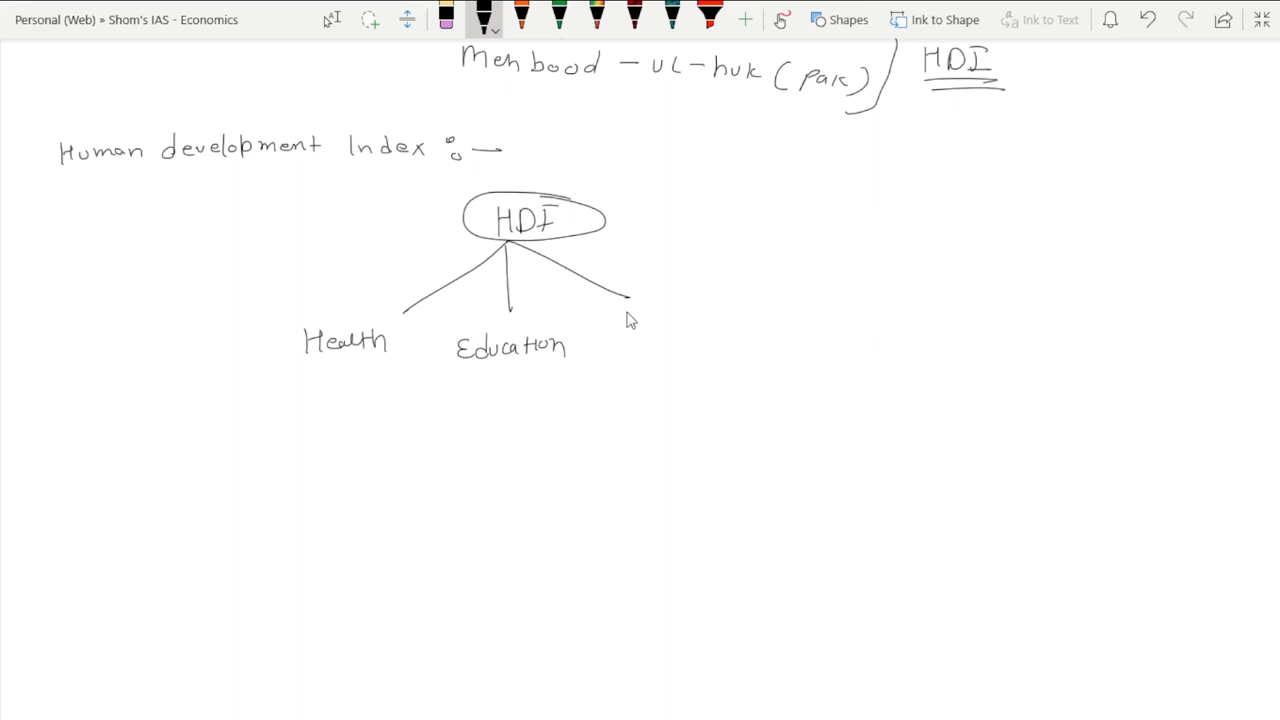 Personal (Web) » Shom's IAS - Economics
Shapes
Ink to Shape
Ink to Text
Mehbood - UL - huk (Pak)
HDI
Human development Index :-
HDI
Health
Education